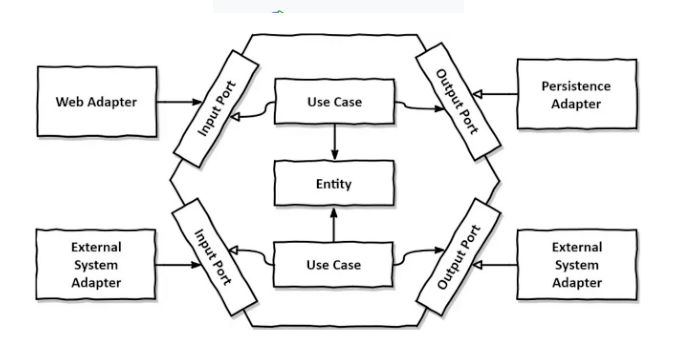 Web Adapter
Input Port
Use Case
Output Port
Persistence
Adapter
Entity
External
System
Adapter
Input Port
Use Case
Output Port
External
System
Adapter